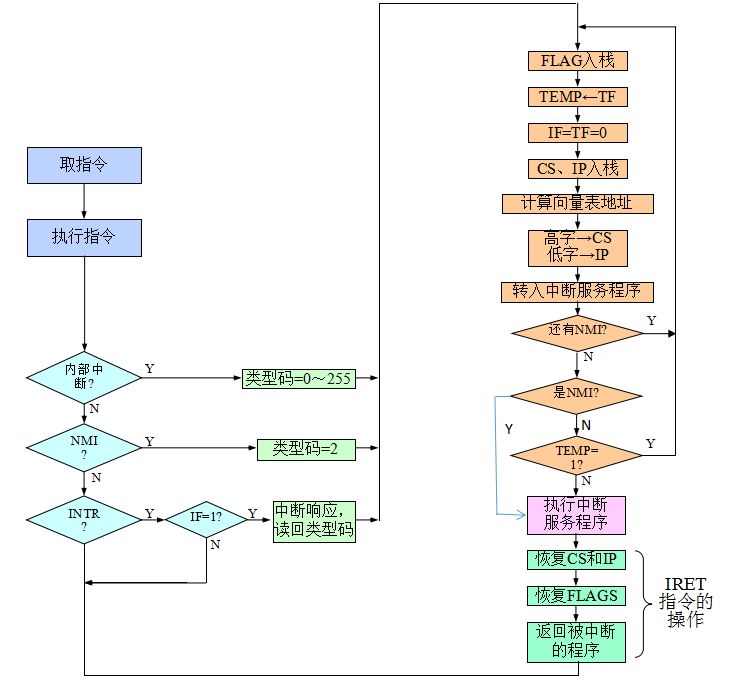 取指令
执行指令
内部中
断?
Y
N
类型码=0～255
NMI
?
Y
N
类型码=2
INTR
?
Y
IF=1?
Y
N
中断响应,
读回类型码
FLAG入栈
TEMP←TF
IF=TF=0
CS、IP入栈
计算向量表地址
高字→CS
低字→IP
转入中断服务程序
还有NMI?
Y
N
是NMI?
Y
N
TEMP=
1?
Y
N
执行中断
服务程序
恢复CS和IP
恢复FLAGS
返回被中断
的程序
IRET
指令的
操作